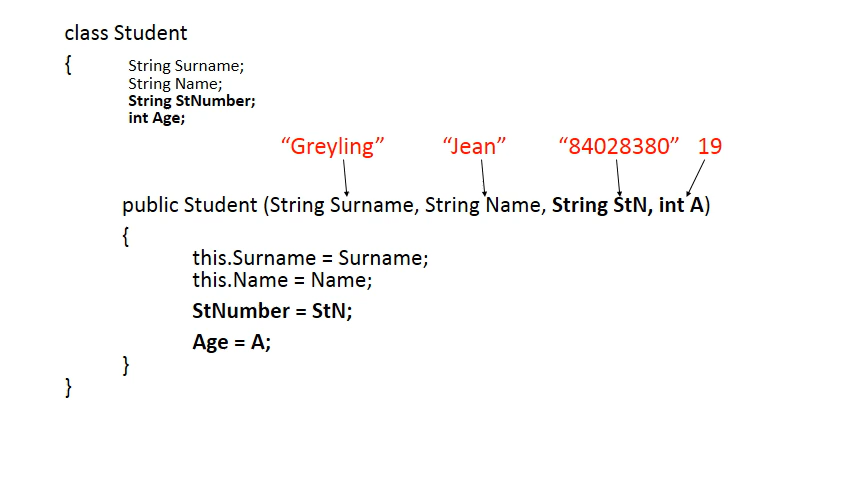 class Student
{
String Surname;
String Name;
String StNumber;
int Age;
“Greyling” “Jean” “84028380” 19
public Student (String Surname, String Name, String StN, int A)
{
this.Surname = Surname;
this.Name = Name;
StNumber = StN;
Age = A;
}
}